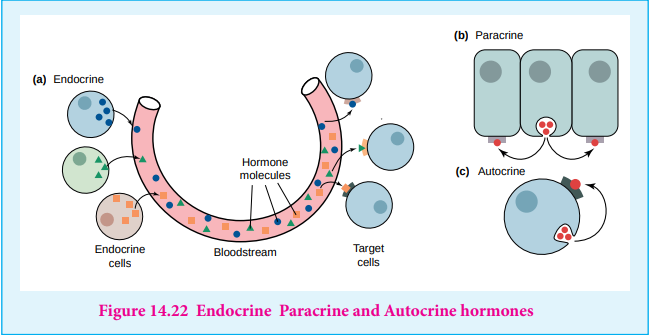 (a) Endocrine
Hormone
molecules
Endocrine
cells
Bloodstream
Target
cells
(b) Paracrine
(c) Autocrine
Figure 14.22 Endocrine Paracrine and Autocrine hormones